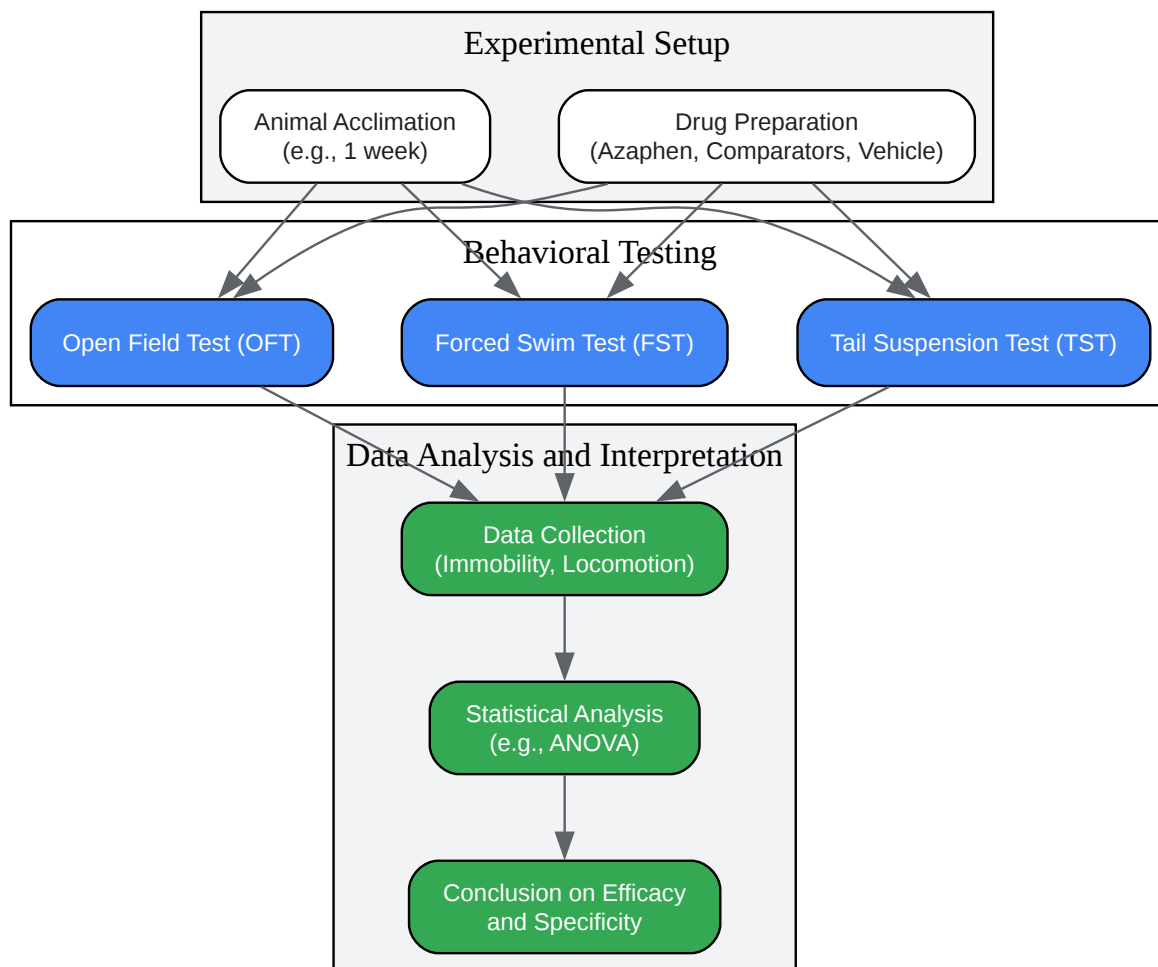 Experimental Setup
Animal Acclimation
(e.g., 1 week)
Drug Preparation
(Azaphen, Comparators, Vehicle)
Behavioral Testing
Open Field Test (OFT)
Forced Swim Test (FST)
Tail Suspension Test (TST)
Data Analysis and Interpretation
Data Collection
(Immobility, Locomotion)
Statistical Analysis
(e.g., ANOVA)
Conclusion on Efficacy
and Specificity